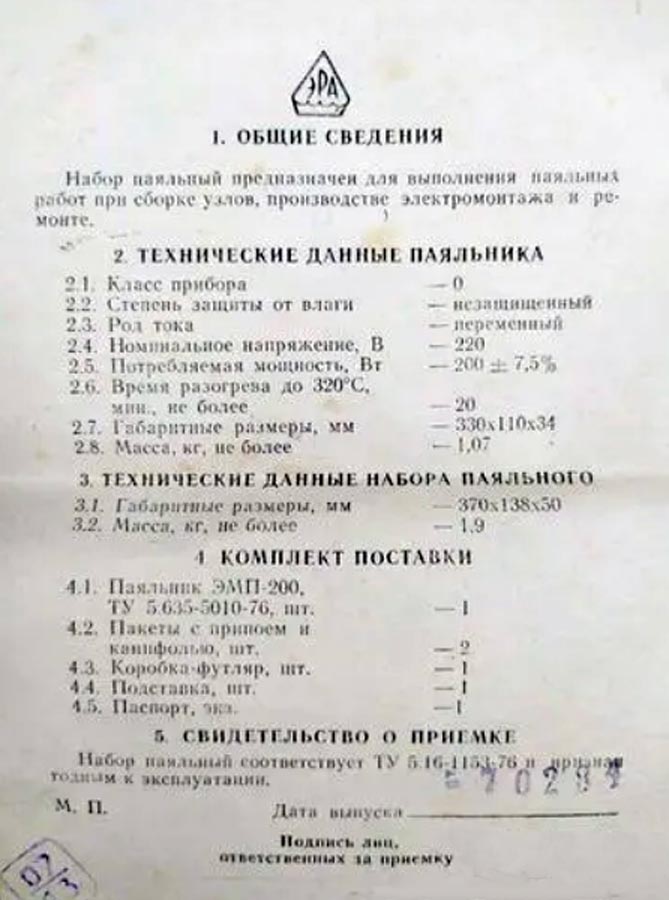 ЭРА
1. ОБЩИЕ СВЕДЕНИЯ
Набор паяльный предназначен для выполнения паяльных
работ при сборке узлов, производстве электромонтажа и ре-
монте.
2. ТЕХНИЧЕСКИЕ ДАННЫЕ ПАЯЛЬНИКА
2.1. Класс прибора — 0
2.2. Степень защиты от влаги — незащищенный
2.3. Род тока — переменный
2.4. Номинальное напряжение, В — 220
2.5. Потребляемая мощность, Вт — 200 ± 7,5%
2.6. Время разогрева до 320°С,
мин., не более — 20
2.7. Габаритные размеры, мм — 330х110х34
2.8. Масса, кг, не более — 1,07
3. ТЕХНИЧЕСКИЕ ДАННЫЕ НАБОРА ПАЯЛЬНОГО
3.1. Габаритные размеры, мм — 370х138х50
3.2. Масса, кг, не более — 1,9
4 КОМПЛЕКТ ПОСТАВКИ
4.1. Паяльник ЭМП-200,
ТУ 5.635-5010-76, шт. — 1
4.2. Пакеты с припоем и
канифолью, шт. — 2
4.3. Коробка-футляр, шт. — 1
4.4. Подставка, шт. — 1
4.5. Паспорт, экз. — 1
5. СВИДЕТЕЛЬСТВО О ПРИЕМКЕ
Набор паяльный соответствует ТУ 5.16-1153-76 и признан
годным к эксплуатации.
М. П. Дата выпуска
Подпись лиц,
ответственных за приемку